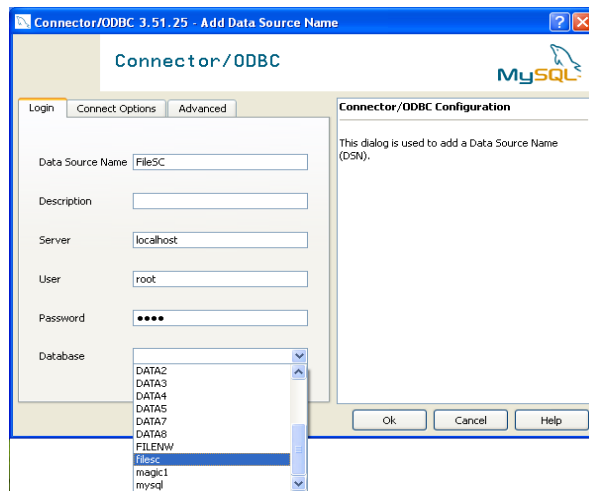 Connector/ODBC 3.51.25 - Add Data Source Name
Connector/ODBC
MySQL
Login Connect Options Advanced
Connector/ODBC Configuration
This dialog is used to add a Data Source Name
(DSN).
Data Source Name FileSC
Description
Server localhost
User root
Password ●●●●
Database
DATA2
DATA3
DATA4
DATA5
DATA7
DATA8
FILENW
filesc
magic1
mysql
Ok Cancel Help